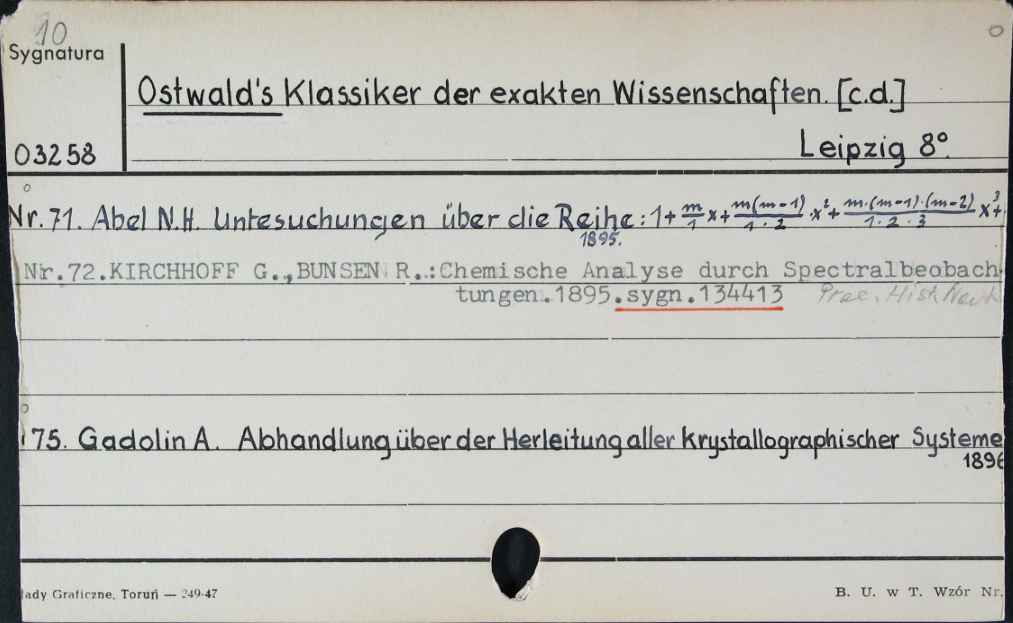 10
Sygnatura
Ostwald's Klassiker der exakten Wissenschaften. [c.d.]
03258
Leipzig 8°.
Nr. 71. Abel N.H. Untesuchungen über die Reihe: 1+ m/1 x + m(m-1)/1·2 · x² + m·(m-1)·(m-2)/1·2·3 x³+
1895.
Nr.72.KIRCHHOFF G.,BUNSEN R.:Chemische Analyse durch Spectralbeobach
tungen.1895.sygn.134413
75. Gadolin A. Abhandlung über der Herleitung aller krystallographischer Systeme
1896
ady Graficzne, Toruń — 249-47
B. U. w T. Wzór Nr.